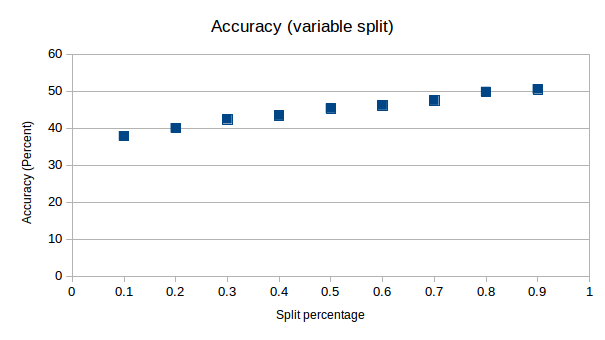 Accuracy (variable split)
60
50
40
30
20
10
0
Accuracy (Percent)
0 0.1 0.2 0.3 0.4 0.5 0.6 0.7 0.8 0.9 1
Split percentage